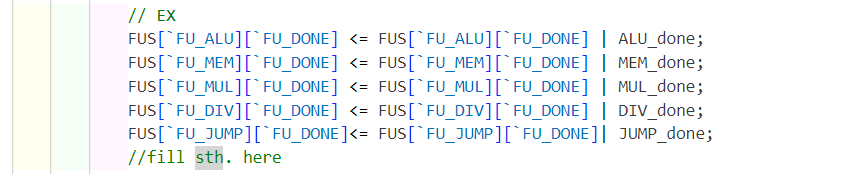 // EX
FUS[`FU_ALU][`FU_DONE] <= FUS[`FU_ALU][`FU_DONE] | ALU_done;
FUS[`FU_MEM][`FU_DONE] <= FUS[`FU_MEM][`FU_DONE] | MEM_done;
FUS[`FU_MUL][`FU_DONE] <= FUS[`FU_MUL][`FU_DONE] | MUL_done;
FUS[`FU_DIV][`FU_DONE] <= FUS[`FU_DIV][`FU_DONE] | DIV_done;
FUS[`FU_JUMP][`FU_DONE]<= FUS[`FU_JUMP][`FU_DONE]| JUMP_done;
//fill sth. here